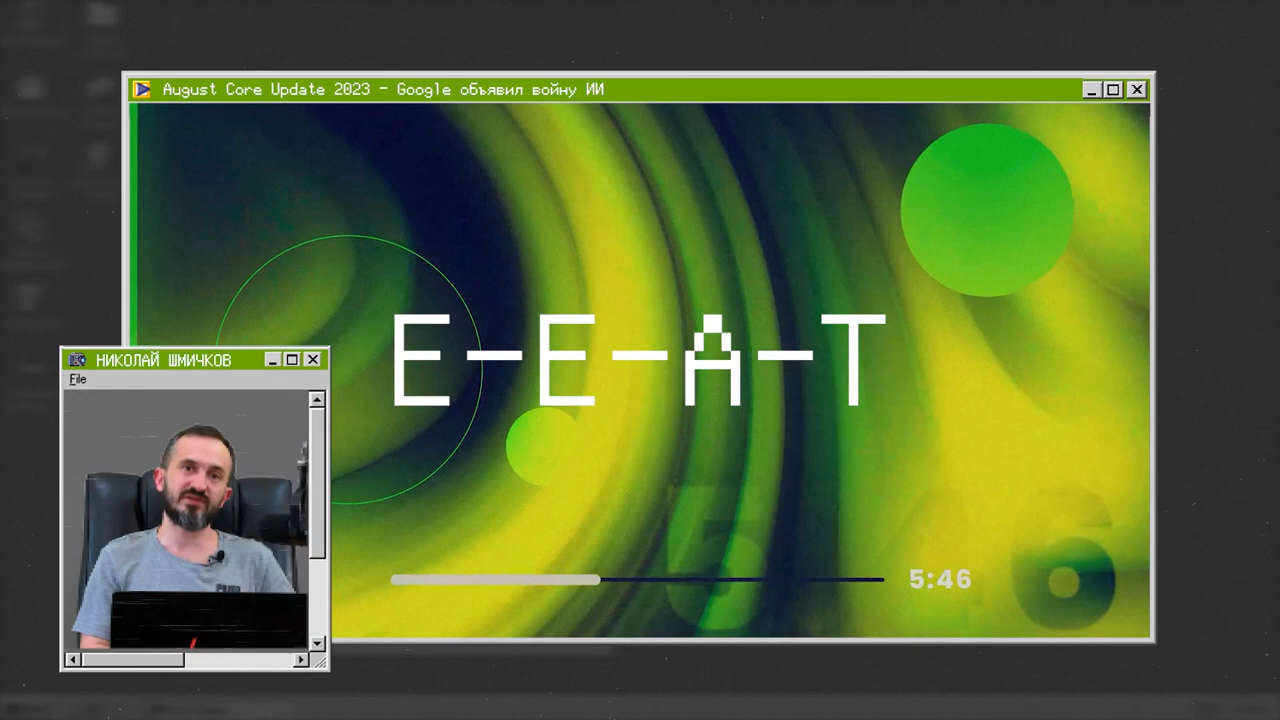 August Core Update 2023 - Google объявил войну ИИ
E-E-A-T
НИКОЛАЙ ШМИЧКОВ
File
5:46